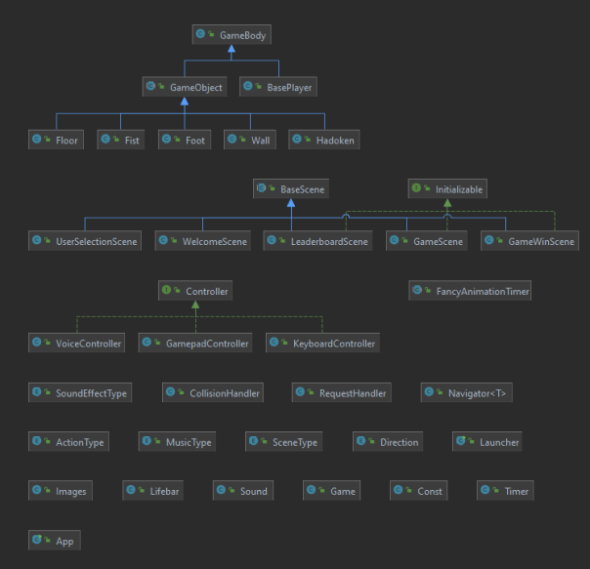 GameBody
GameObject BasePlayer
Floor Fist Foot Wall Hadoken
BaseScene Initializable
UserSelectionScene WelcomeScene LeaderboardScene GameScene GameWinScene
Controller FancyAnimationTimer
VoiceController GamepadController KeyboardController
SoundEffectType CollisionHandler RequestHandler Navigator<T>
ActionType MusicType SceneType Direction Launcher
Images Lifebar Sound Game Const Timer
App